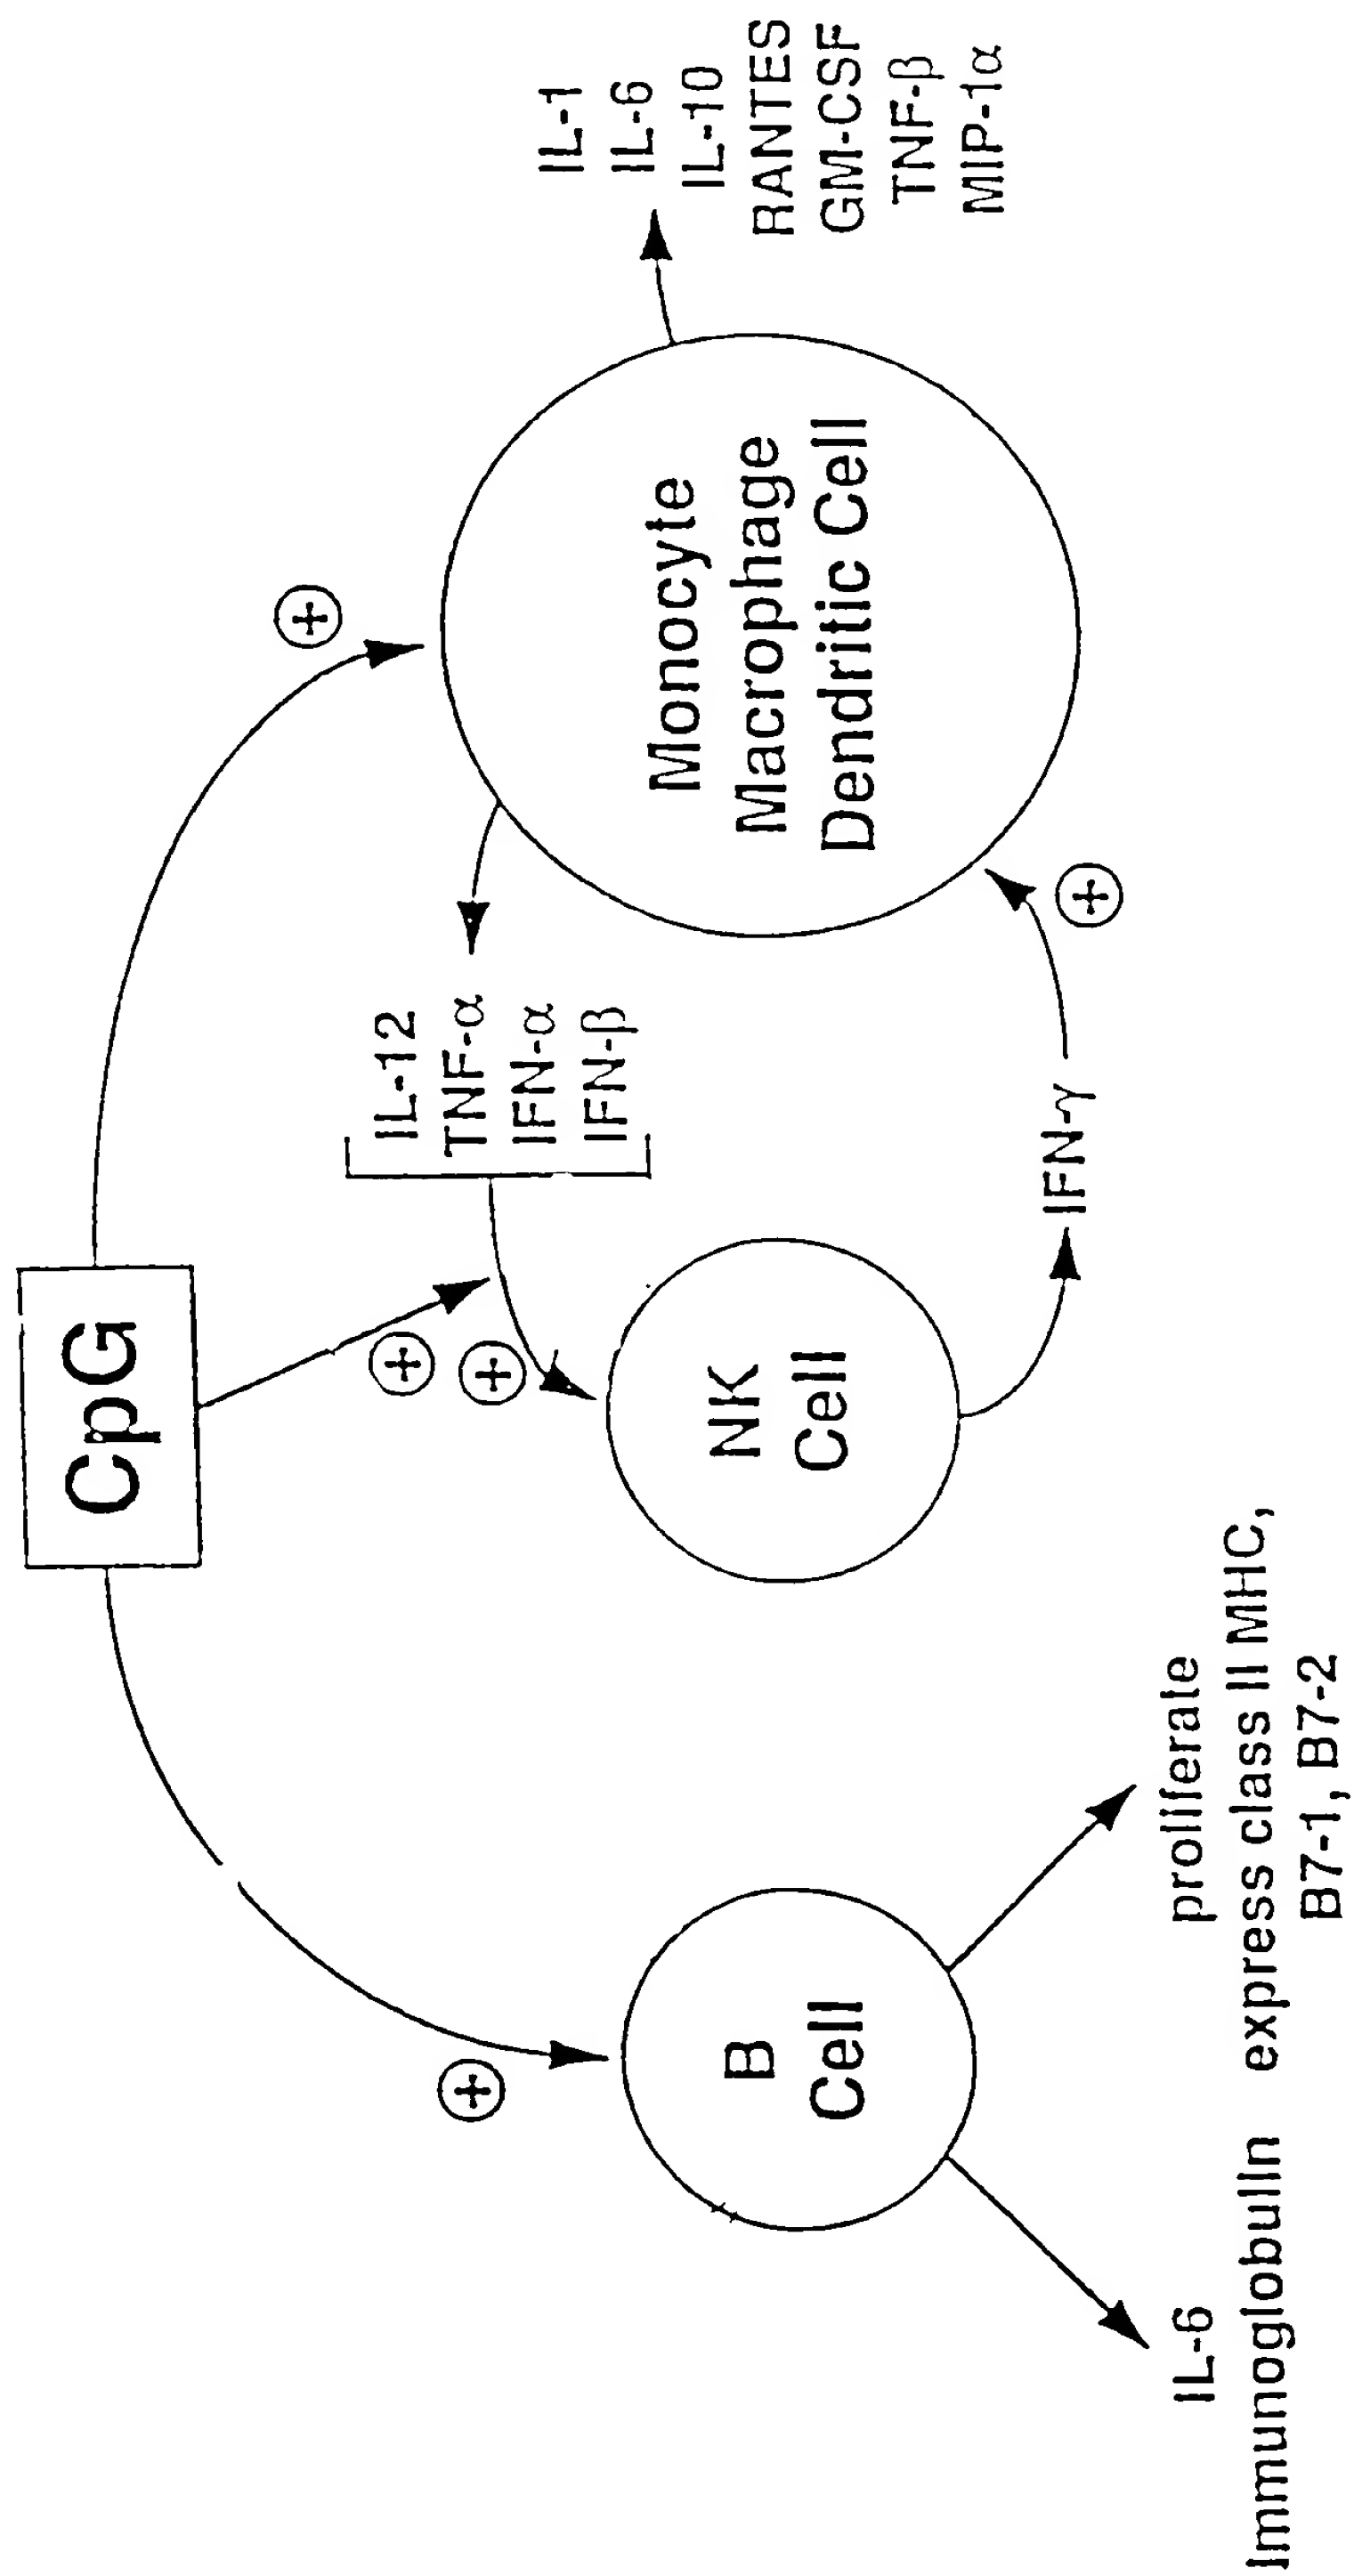 CpG
⊕
⊕
⊕
⊕
IL-12
TNF-α
IFN-α
IFN-β
B
Cell
NK
Cell
Monocyte
Macrophage
Dendritic Cell
IL-1
IL-6
IL-10
RANTES
GM-CSF
TNF-β
MIP-1α
IFN-γ
⊕
IL-6
Immunoglobulin
proliferate
express class II MHC,
B7-1, B7-2